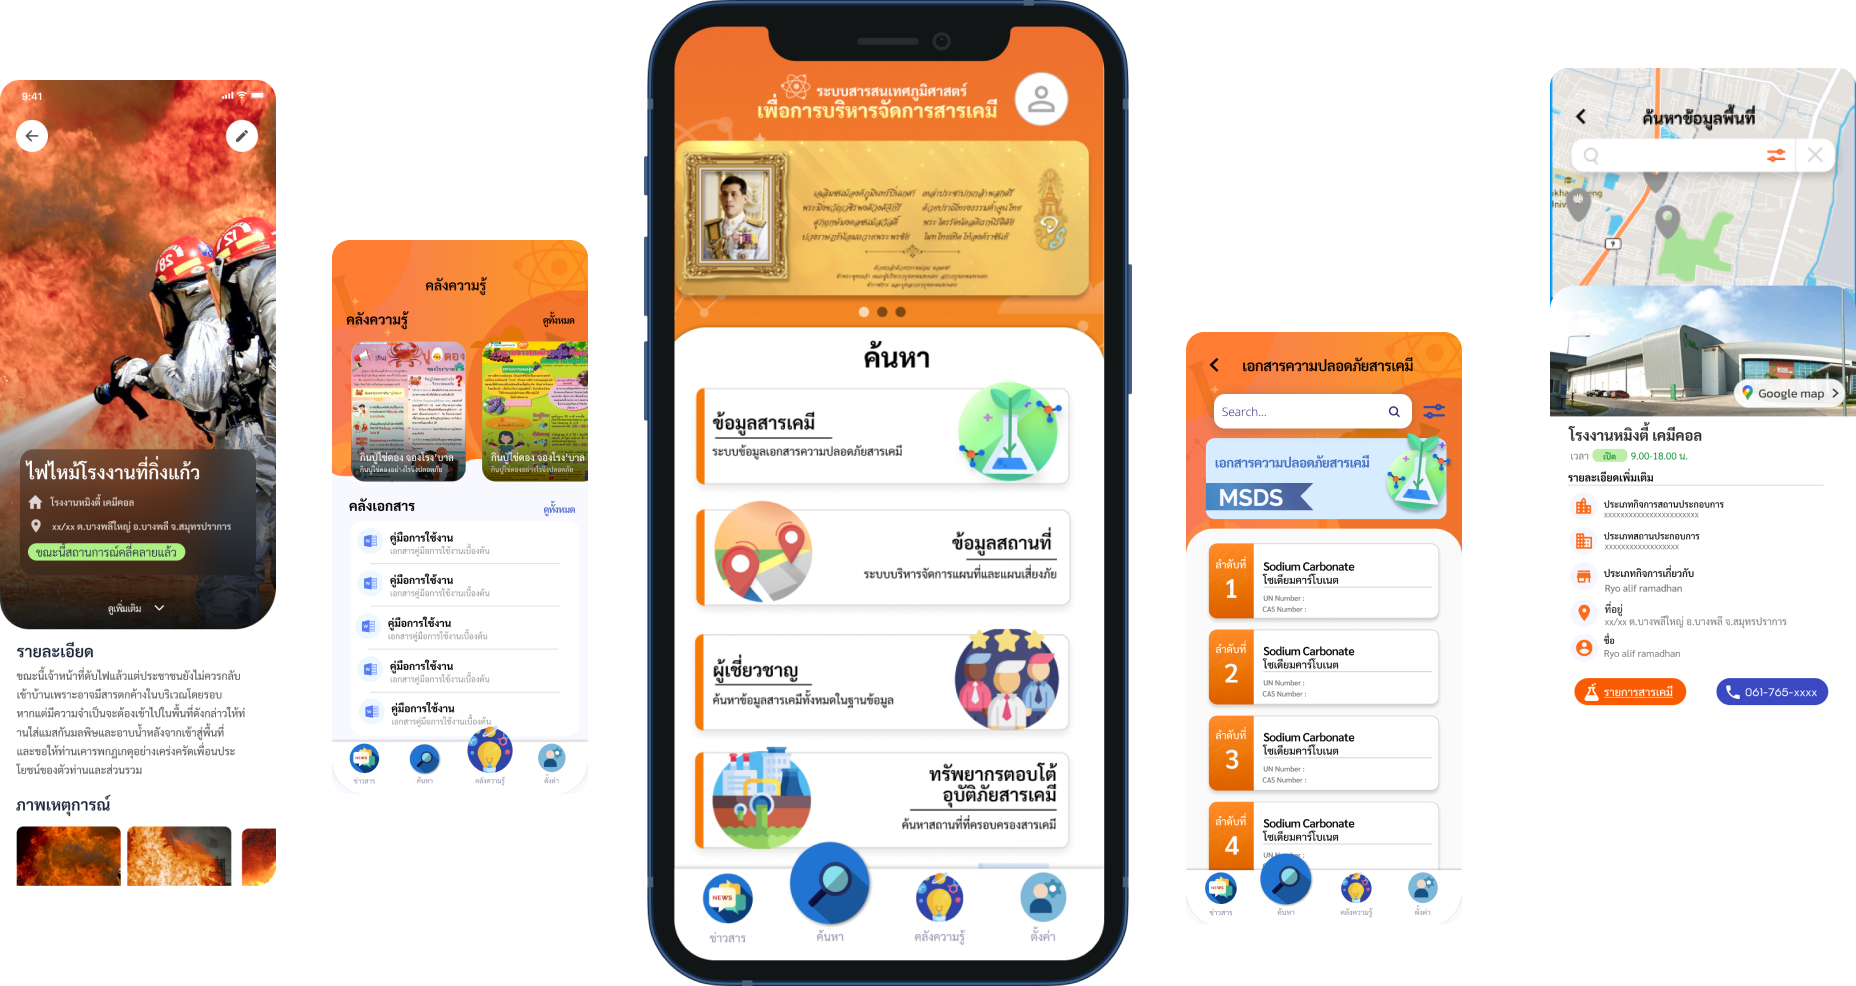 9:41
ไฟไหม้โรงงานที่กิ่งแก้ว
โรงงานหมิงตี้ เคมีคอล
xx/xx ต.บางพลีใหญ่ อ.บางพลี จ.สมุทรปราการ
ขณะนี้สถานการณ์คลี่คลายแล้ว
ดูเพิ่มเติม
รายละเอียด
ขณะนี้เจ้าหน้าที่ดับไฟแล้วแต่ประชาชนยังไม่ควรกลับ
เข้าบ้านเพราะอาจมีสารตกค้างในบริเวณโดยรอบ
หากแต่มีความจำเป็นจะต้องเข้าไปในพื้นที่ดังกล่าวให้ท่
านใส่แมสกันมลพิษและอาบน้ำหลังจากเข้าสู่พื้นที่
และขอให้ท่านเคารพกฎเกตุอย่างเคร่งครัดเพื่อนประ
โยชน์ของตัวท่านและส่วนรวม
ภาพเหตุการณ์
คลังความรู้
คลังความรู้
ดูทั้งหมด
กินปูไข่ดอง จองโรง'บาล
กินปูไข่ดองอย่างไรจึงปลอดภัย
กินปูไข่ดอง จองโรง'บาล
กินปูไข่ดองอย่างไรจึงปลอดภัย
คลังเอกสาร
ดูทั้งหมด
คู่มือการใช้งาน
เอกสารคู่มือการใช้งานเบื้องต้น
คู่มือการใช้งาน
เอกสารคู่มือการใช้งานเบื้องต้น
คู่มือการใช้งาน
เอกสารคู่มือการใช้งานเบื้องต้น
คู่มือการใช้งาน
เอกสารคู่มือการใช้งานเบื้องต้น
คู่มือการใช้งาน
เอกสารคู่มือการใช้งานเบื้องต้น
NEWS
ข่าวสาร
ค้นหา
คลังความรู้
ตั้งค่า
ระบบสารสนเทศภูมิศาสตร์
เพื่อการบริหารจัดการสารเคมี
ค้นหา
ข้อมูลสารเคมี
ระบบข้อมูลเอกสารความปลอดภัยสารเคมี
ข้อมูลสถานที่
ระบบบริหารจัดการแผนที่และแผนเสี่ยงภัย
ผู้เชี่ยวชาญ
ค้นหาข้อมูลสารเคมีทั้งหมดในฐานข้อมูล
ทรัพยากรตอบโต้
อุบัติภัยสารเคมี
ค้นหาสถานที่ที่ครอบครองสารเคมี
NEWS
ข่าวสาร
ค้นหา
คลังความรู้
ตั้งค่า
เอกสารความปลอดภัยสารเคมี
Search...
เอกสารความปลอดภัยสารเคมี
MSDS
ลำดับที่
1
Sodium Carbonate
โซเดียมคาร์โบเนต
UN Number :
CAS Number :
ลำดับที่
2
Sodium Carbonate
โซเดียมคาร์โบเนต
UN Number :
CAS Number :
ลำดับที่
3
Sodium Carbonate
โซเดียมคาร์โบเนต
UN Number :
CAS Number :
ลำดับที่
4
Sodium Carbonate
โซเดียมคาร์โบเนต
NEWS
ข่าวสาร
ค้นหา
คลังความรู้
ตั้งค่า
ค้นหาข้อมูลพื้นที่
9
Google map
โรงงานหมิงตี้ เคมีคอล
เวลา เปิด 9.00-18.00 น.
รายละเอียดเพิ่มเติม
ประเภทกิจการสถานประกอบการ
xxxxxxxxxxxxxxxxxxxxxxx
ประเภทสถานประกอบการ
xxxxxxxxxxxxxxxxxx
ประเภทกิจการเกี่ยวกับ
Ryo alif ramadhan
ที่อยู่
xx/xx ต.บางพลีใหญ่ อ.บางพลี จ.สมุทรปราการ
ชื่อ
Ryo alif ramadhan
รายการสารเคมี
061-765-xxxx